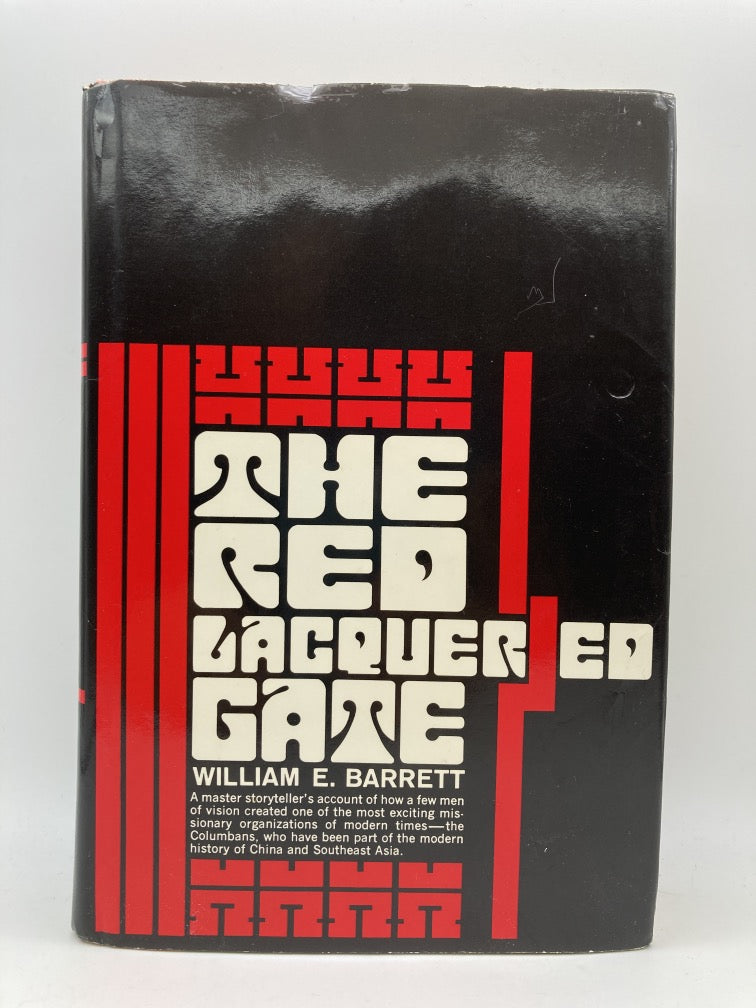 THE
RED
LACQUERED
GATE
WILLIAM E. BARRETT
A master storyteller's account of how a few men
of vision created one of the most exciting mis-
sionary organizations of modern times—the
Columbans, who have been part of the modern
history of China and Southeast Asia.